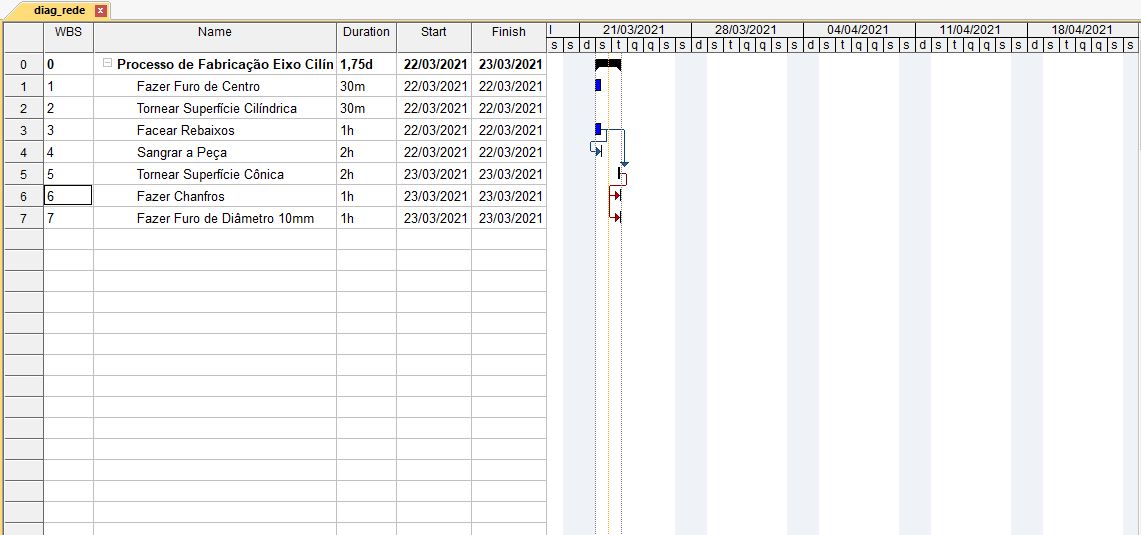 diag_rede x
WBS Name Duration Start Finish l 21/03/2021 28/03/2021 04/04/2021 11/04/2021 18/04/2021
s s d s t q q s s d s t q q s s d s t q q s s d s t q q s s d s t q q s s
0 0 Processo de Fabricação Eixo Cilín 1,75d 22/03/2021 23/03/2021
1 1 Fazer Furo de Centro 30m 22/03/2021 22/03/2021
2 2 Tornear Superfície Cilíndrica 30m 22/03/2021 22/03/2021
3 3 Facear Rebaixos 1h 22/03/2021 22/03/2021
4 4 Sangrar a Peça 2h 22/03/2021 22/03/2021
5 5 Tornear Superfície Cônica 2h 23/03/2021 23/03/2021
6 6 Fazer Chanfros 1h 23/03/2021 23/03/2021
7 7 Fazer Furo de Diâmetro 10mm 1h 23/03/2021 23/03/2021